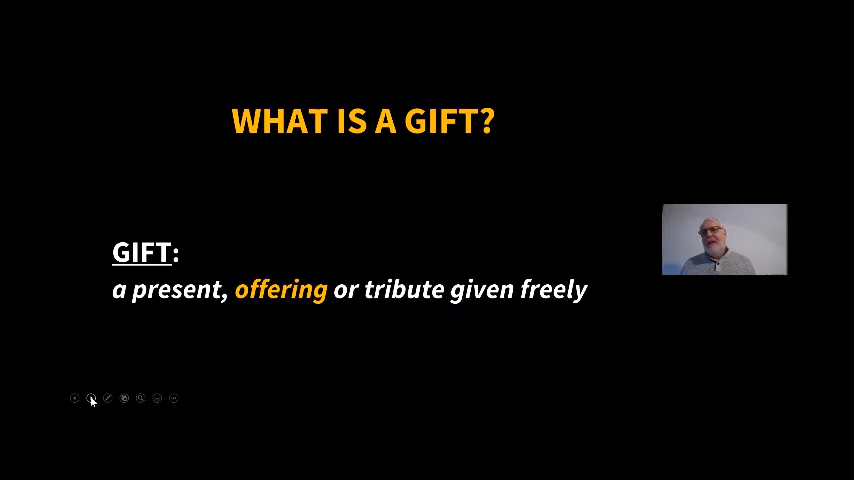 WHAT IS A GIFT?
GIFT:
a present, offering or tribute given freely